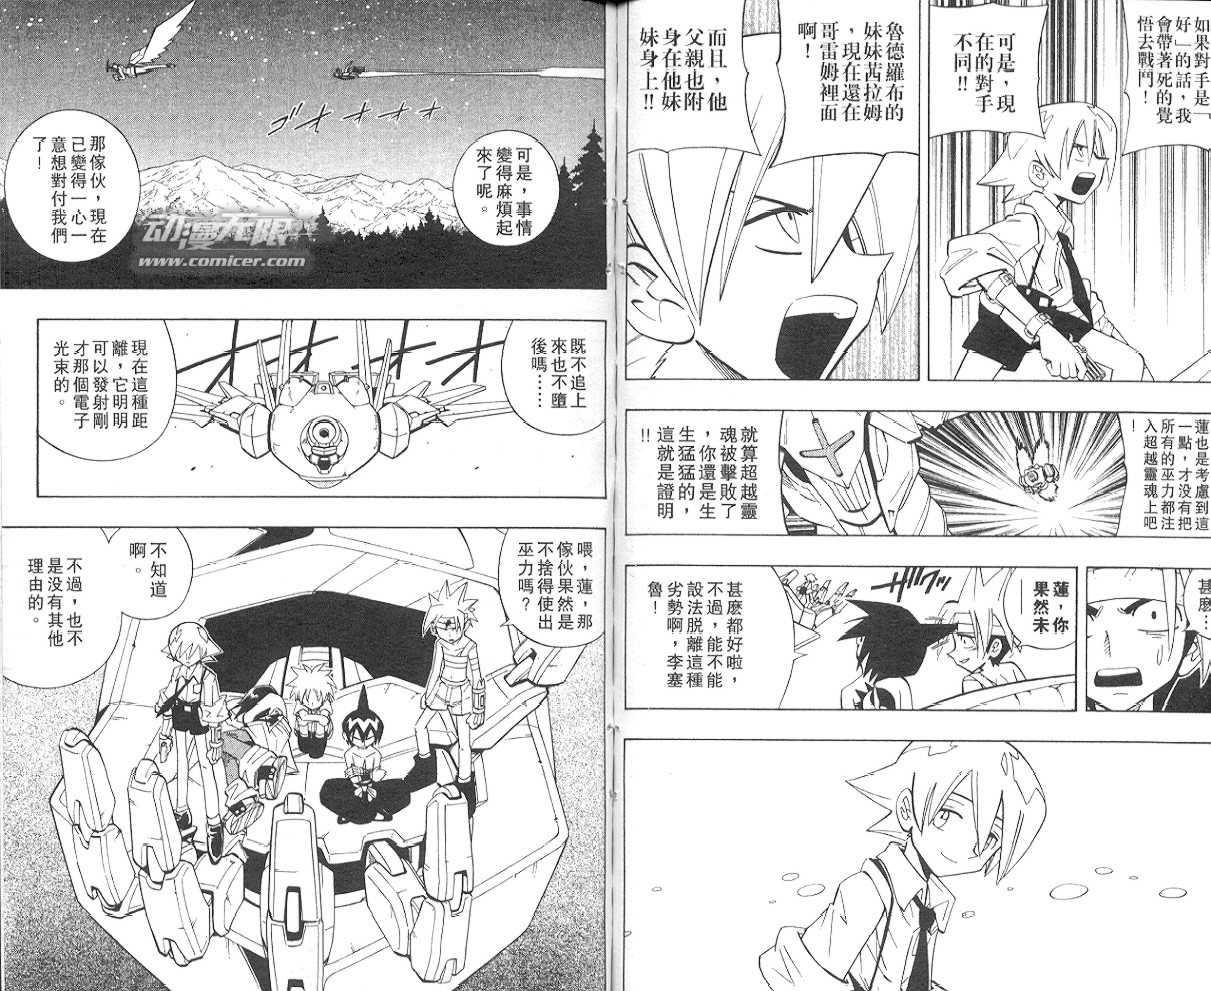 如果對手是「
好」的話，我
會帶著死的覺
悟去戰鬥！
可是，現
在的對手
不同！！
魯德羅布的
妹妹茜拉姆
，現在還在
哥雷姆裡面
啊！
而且，他
父親也附
身在他妹
妹身上！！
蓮也是考慮到這
一點，才沒有把
所有的巫力都注
入超越靈魂上吧
！
就算超越靈
魂被擊敗了
，你還是生
生猛猛的，
這就是證明
！！
甚麼…
蓮，你
果然未
甚麼都好啦，
不過，能不能
設法脫離這種
劣勢啊，李塞
魯！
可是，事情
變得麻煩起
來了呢。
ゴオオオオ
那傢伙，現在
已變得一心一
意想對付我們
了！
动漫无限
www.comicer.com
既不追上
來也不墮
後嗎……
現在這種距
離，它明明
可以發射剛
才那個電子
光束的。
喂，蓮，那
傢伙果然是
不捨得使出
巫力嗎？
不知道
啊。
不過，也不
是沒有其他
理由的。